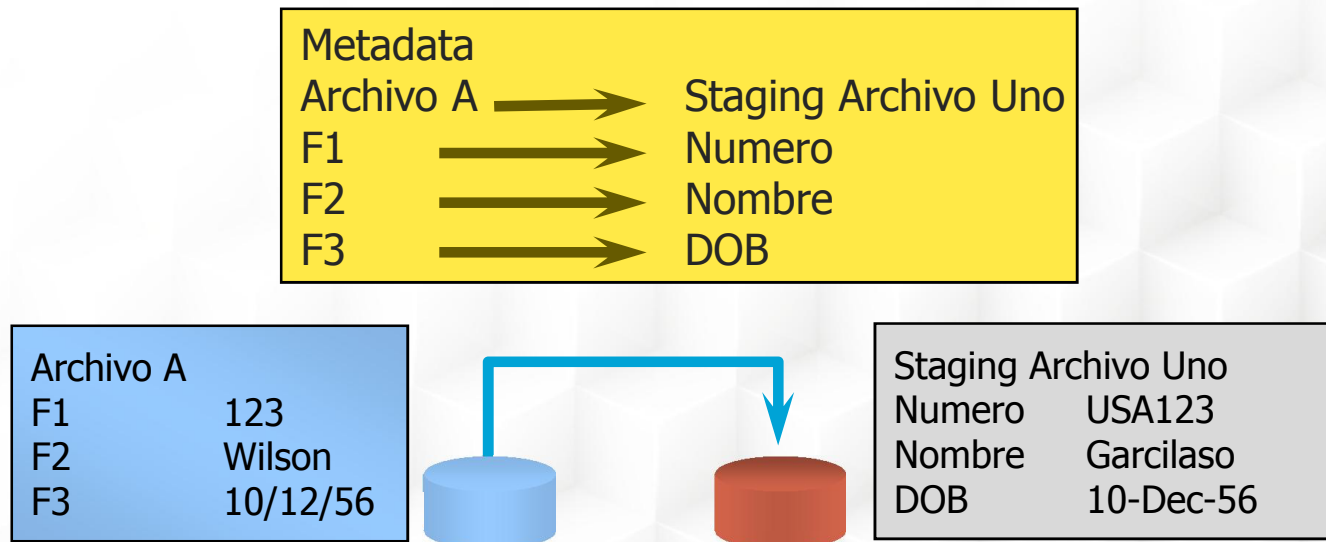 Metadata
Archivo A Staging Archivo Uno
F1 Numero
F2 Nombre
F3 DOB
Archivo A
F1 123
F2 Wilson
F3 10/12/56
Staging Archivo Uno
Numero USA123
Nombre Garcilaso
DOB 10-Dec-56